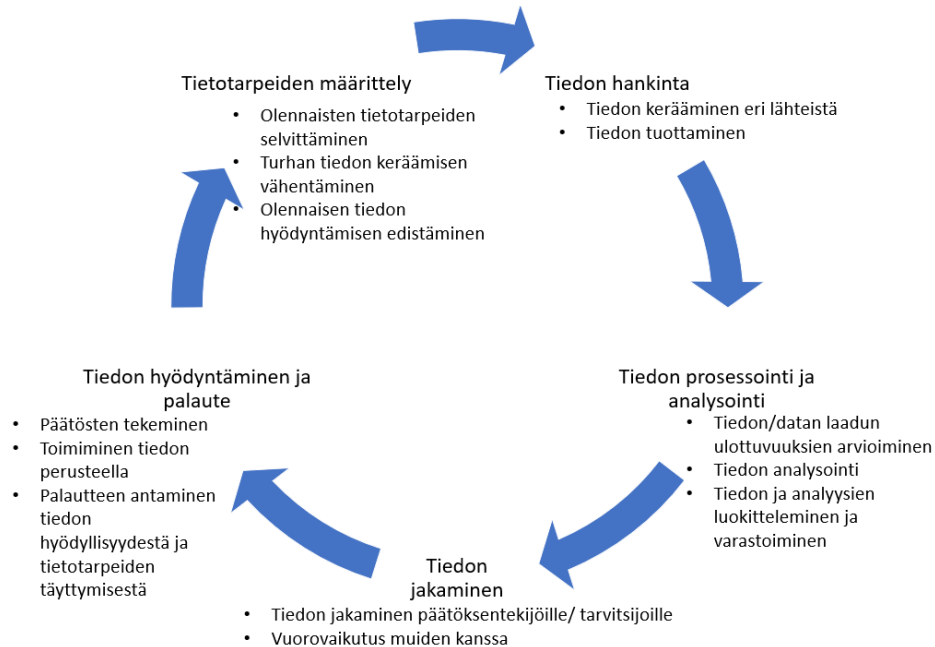 Tietotarpeiden määrittely
• Olennaisten tietotarpeiden
selvittäminen
• Turhan tiedon keräämisen
vähentäminen
• Olennaisen tiedon
hyödyntämisen edistäminen
Tiedon hankinta
• Tiedon kerääminen eri lähteistä
• Tiedon tuottaminen
Tiedon prosessointi ja
analysointi
• Tiedon/datan laadun
ulottuvuuksien arvioiminen
• Tiedon analysointi
• Tiedon ja analyysien
luokitteleminen ja
varastoiminen
Tiedon
jakaminen
• Tiedon jakaminen päätöksentekijöille/ tarvitsijoille
• Vuorovaikutus muiden kanssa
Tiedon hyödyntäminen ja
palaute
• Päätösten tekeminen
• Toimiminen tiedon
perusteella
• Palautteen antaminen
tiedon
hyödyllisyydestä ja
tietotarpeiden
täyttymisestä